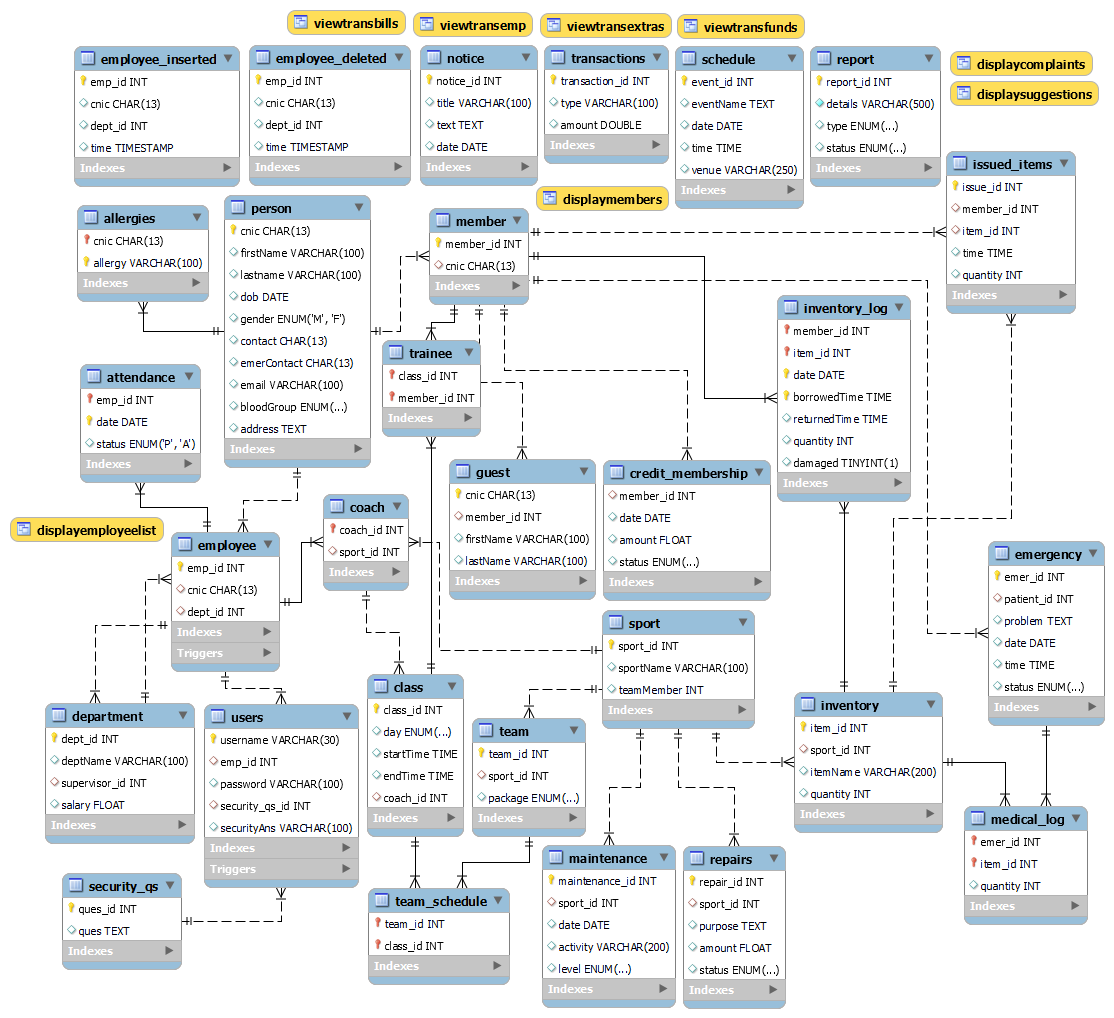 viewtransbills
viewtransemp
viewtransextras
viewtransfunds
employee_inserted
emp_id INT
cnic CHAR(13)
dept_id INT
time TIMESTAMP
Indexes
employee_deleted
emp_id INT
cnic CHAR(13)
dept_id INT
time TIMESTAMP
Indexes
notice
notice_id INT
title VARCHAR(100)
text TEXT
date DATE
Indexes
transactions
transaction_id INT
type VARCHAR(100)
amount DOUBLE
Indexes
schedule
event_id INT
eventName TEXT
date DATE
time TIME
venue VARCHAR(250)
Indexes
report
report_id INT
details VARCHAR(500)
type ENUM(...)
status ENUM(...)
Indexes
displaycomplaints
displaysuggestions
issued_items
issue_id INT
member_id INT
item_id INT
time TIME
quantity INT
Indexes
displaymembers
allergies
cnic CHAR(13)
allergy VARCHAR(100)
Indexes
person
cnic CHAR(13)
firstName VARCHAR(100)
lastname VARCHAR(100)
dob DATE
gender ENUM('M', 'F')
contact CHAR(13)
emerContact CHAR(13)
email VARCHAR(100)
bloodGroup ENUM(...)
address TEXT
Indexes
member
member_id INT
cnic CHAR(13)
Indexes
inventory_log
member_id INT
item_id INT
date DATE
borrowedTime TIME
returnedTime TIME
quantity INT
damaged TINYINT(1)
Indexes
trainee
class_id INT
member_id INT
Indexes
attendance
emp_id INT
date DATE
status ENUM('P', 'A')
Indexes
guest
cnic CHAR(13)
member_id INT
firstName VARCHAR(100)
lastName VARCHAR(100)
Indexes
credit_membership
member_id INT
date DATE
amount FLOAT
status ENUM(...)
Indexes
coach
coach_id INT
sport_id INT
Indexes
displayemployeelist
employee
emp_id INT
cnic CHAR(13)
dept_id INT
Indexes
Triggers
emergency
emer_id INT
patient_id INT
problem TEXT
date DATE
time TIME
status ENUM(...)
Indexes
sport
sport_id INT
sportName VARCHAR(100)
teamMember INT
Indexes
class
class_id INT
day ENUM(...)
startTime TIME
endTime TIME
coach_id INT
Indexes
department
dept_id INT
deptName VARCHAR(100)
supervisor_id INT
salary FLOAT
Indexes
users
username VARCHAR(30)
emp_id INT
password VARCHAR(100)
security_qs_id INT
securityAns VARCHAR(100)
Indexes
Triggers
team
team_id INT
sport_id INT
package ENUM(...)
Indexes
inventory
item_id INT
sport_id INT
itemName VARCHAR(200)
quantity INT
Indexes
medical_log
emer_id INT
item_id INT
quantity INT
Indexes
maintenance
maintenance_id INT
sport_id INT
date DATE
activity VARCHAR(200)
level ENUM(...)
Indexes
repairs
repair_id INT
sport_id INT
purpose TEXT
amount FLOAT
status ENUM(...)
Indexes
security_qs
ques_id INT
ques TEXT
Indexes
team_schedule
team_id INT
class_id INT
Indexes